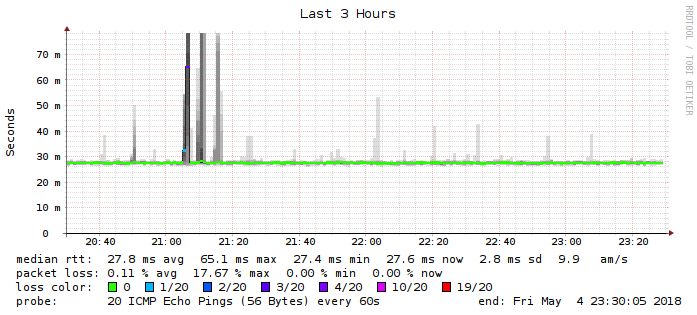 Last 3 Hours
RRDTOOL / TOBI OETIKER
Seconds
70 m
60 m
50 m
40 m
30 m
20 m
10 m
0
20:40 21:00 21:20 21:40 22:00 22:20 22:40 23:00 23:20
median rtt: 27.8 ms avg 65.1 ms max 27.4 ms min 27.6 ms now 2.8 ms sd 9.9 am/s
packet loss: 0.11 % avg 17.67 % max 0.00 % min 0.00 % now
loss color: 0 1/20 2/20 3/20 4/20 10/20 19/20
probe: 20 ICMP Echo Pings (56 Bytes) every 60s end: Fri May 4 23:30:05 2018